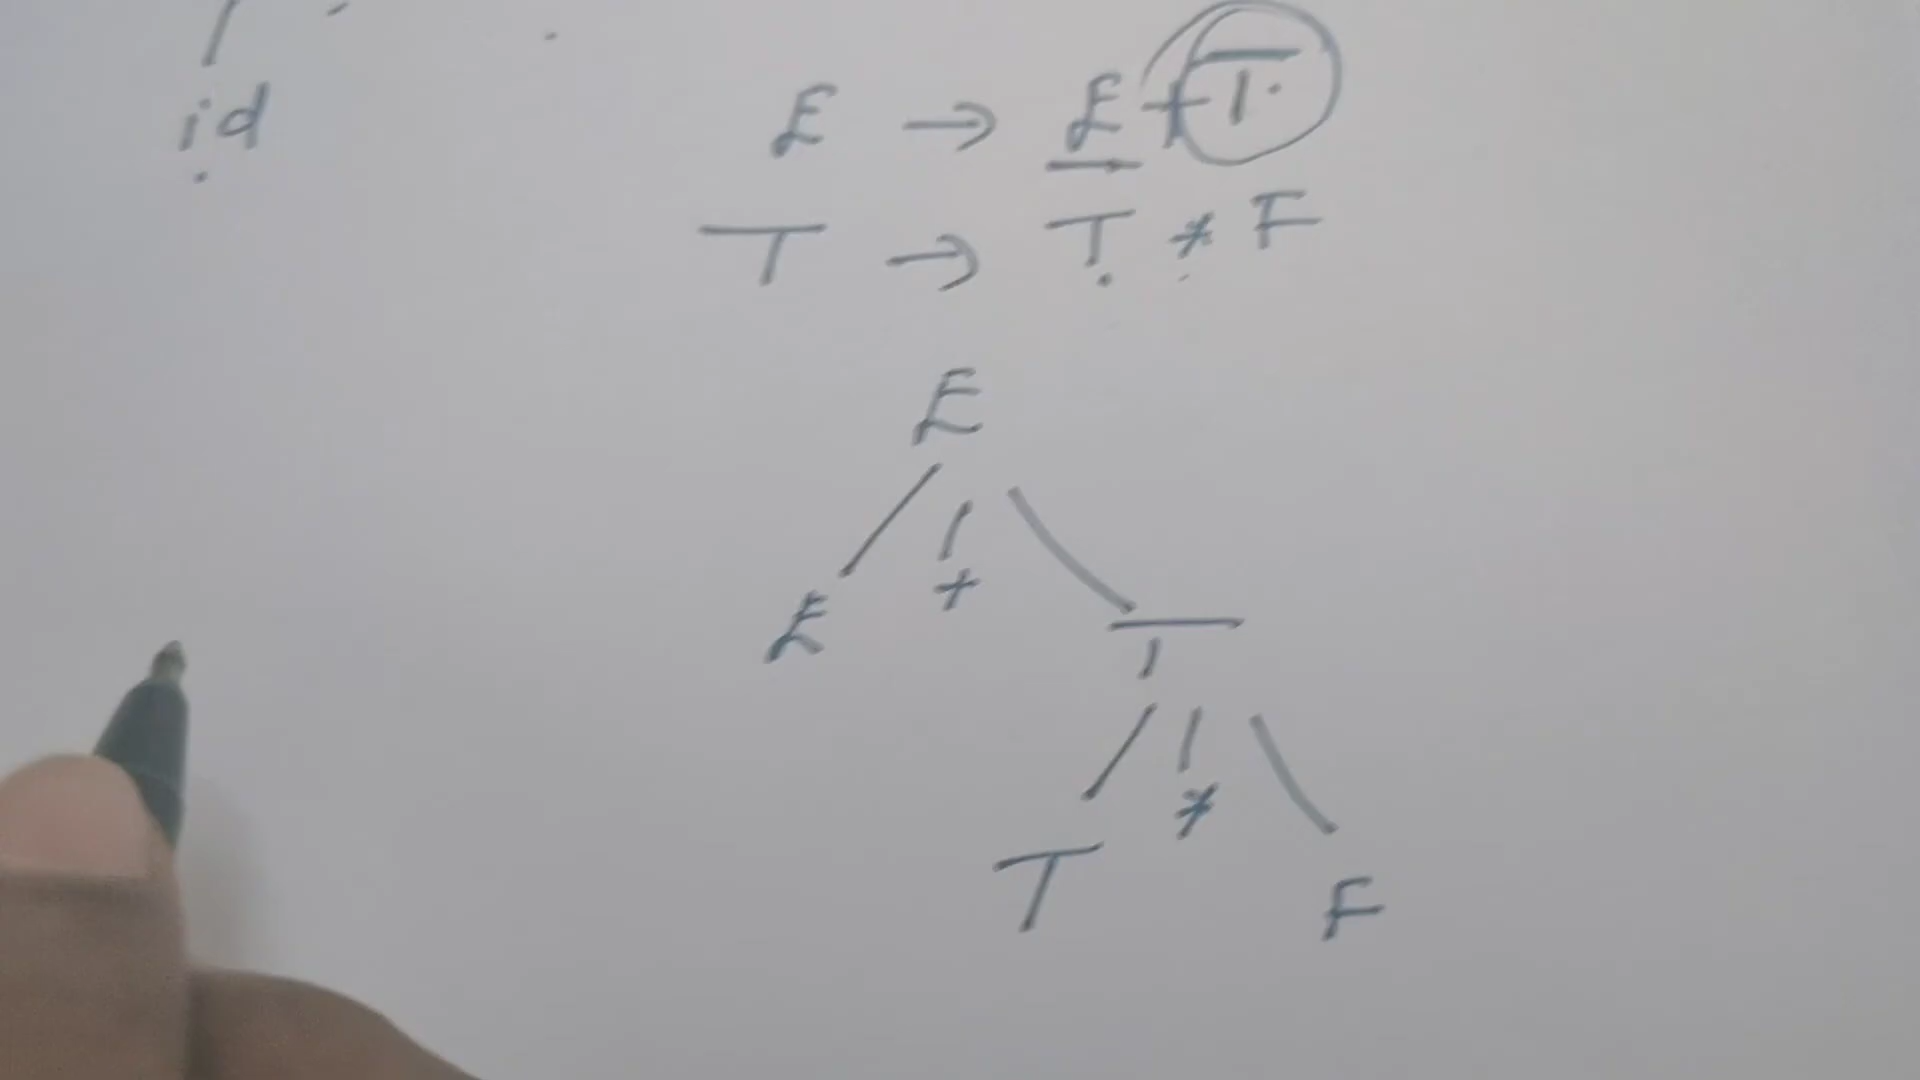 id
E → E + T
T → T * F
E
E + T
T * F